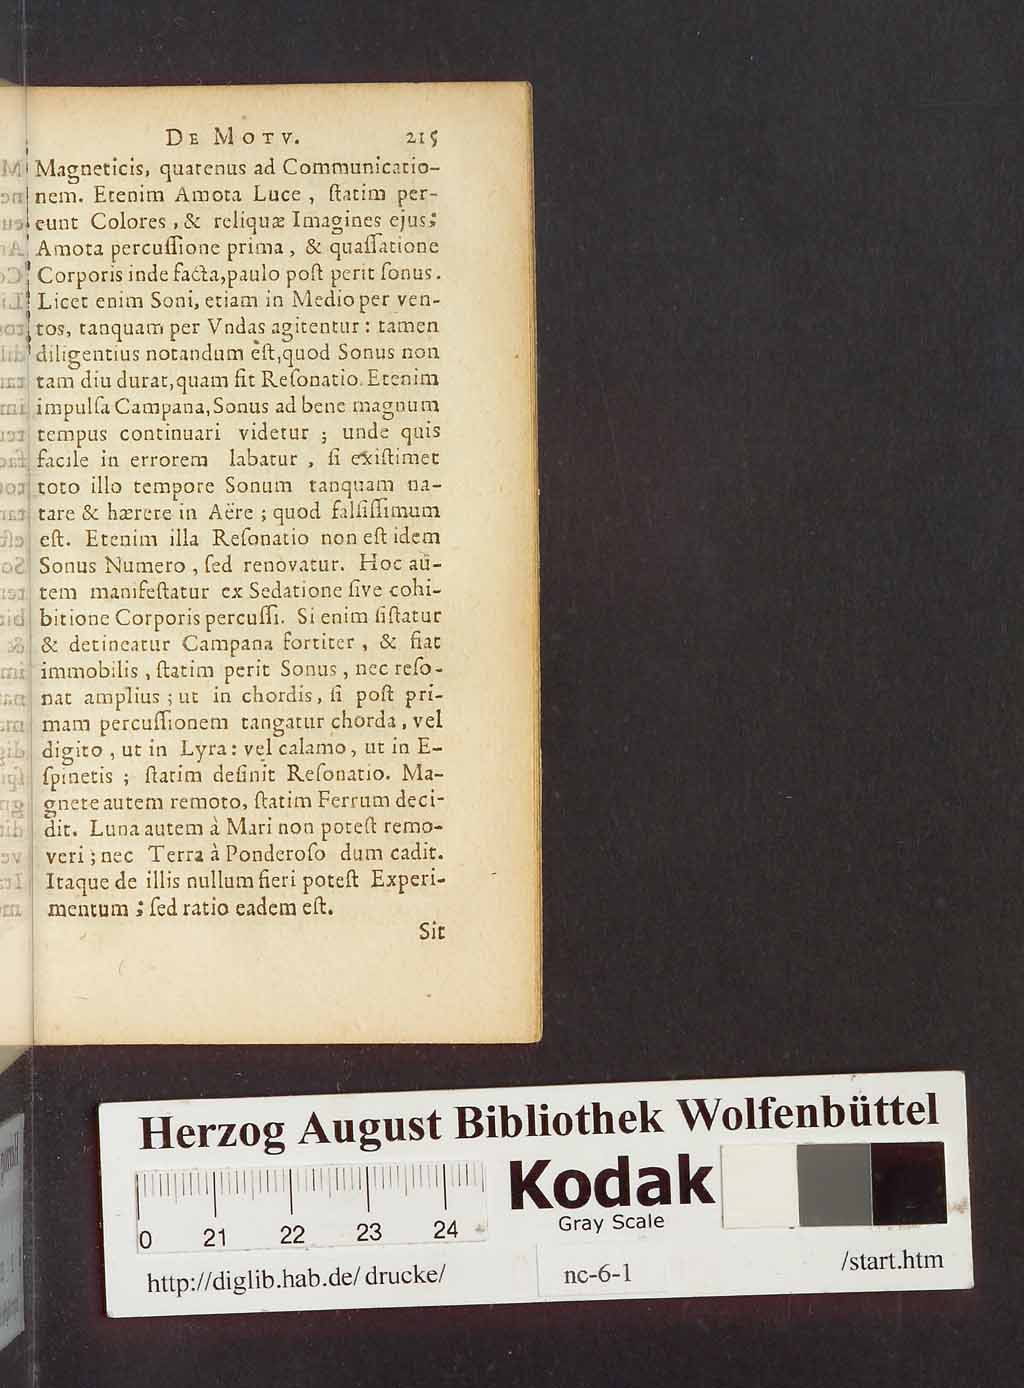 DE MOTV. 215
Magneticis, quatenus ad Communicatio-
nem. Etenim Amota Luce , ſtatim per-
eunt Colores , & reliquæ Imagines ejus;
Amota percuſſione prima , & quaſſatione
Corporis inde facta,paulo poſt perit ſonus.
Licet enim Soni, etiam in Medio per ven-
tos, tanquam per Vndas agitentur: tamen
diligentius notandum eſt,quod Sonus non
tam diu durat,quam fit Reſonatio. Etenim
impulſa Campana,Sonus ad bene magnum
tempus continuari videtur ; unde quis
facile in errorem labatur , ſi exiſtimet
toto illo tempore Sonum tanquam na-
tare & hærere in Aëre ; quod falſiſſimum
eſt. Etenim illa Reſonatio non eſt idem
Sonus Numero , ſed renovatur. Hoc au-
tem manifeſtatur ex Sedatione ſive cohi-
bitione Corporis percuſſi. Si enim ſiſtatur
& detineatur Campana fortiter , & fiat
immobilis , ſtatim perit Sonus , nec reſo-
nat amplius ; ut in chordis, ſi poſt pri-
mam percuſſionem tangatur chorda, vel
digito , ut in Lyra: vel calamo, ut in E-
ſpinetis ; ſtatim deſinit Reſonatio. Ma-
gnete autem remoto, ſtatim Ferrum deci-
dit. Luna autem à Mari non poteſt remo-
veri ; nec Terra à Ponderoſo dum cadit.
Itaque de illis nullum fieri poteſt Experi-
mentum ; ſed ratio eadem eſt.
Sit
Herzog August Bibliothek Wolfenbüttel
Kodak
Gray Scale
0 21 22 23 24
http://diglib.hab.de/drucke/ nc-6-1 /start.htm